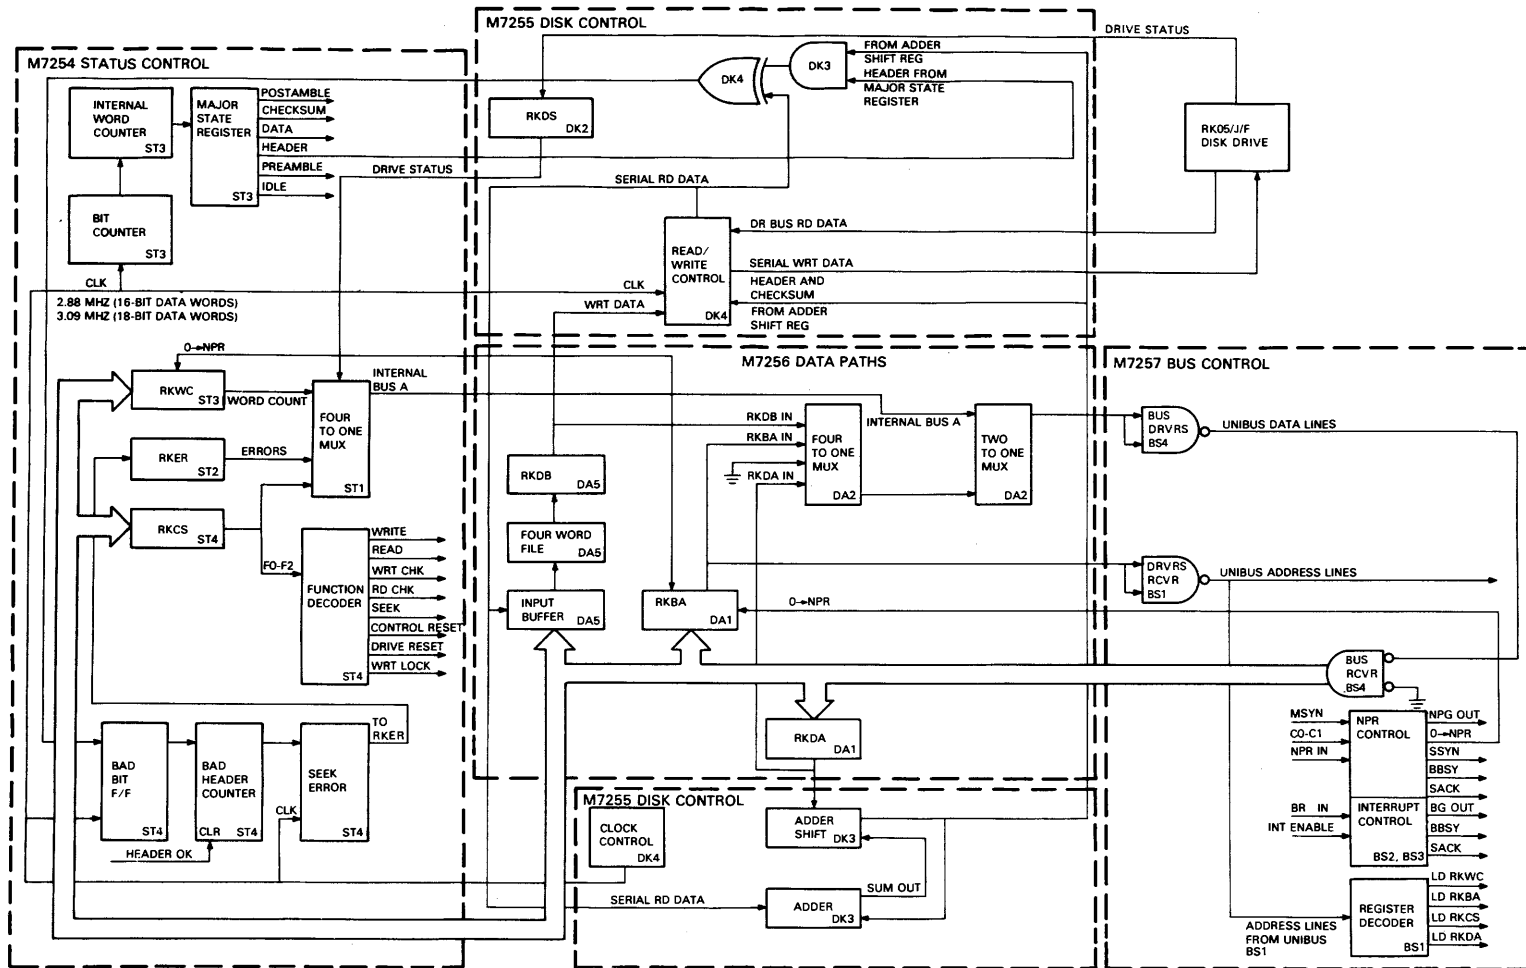 M7255 DISK CONTROL
DRIVE STATUS
M7254 STATUS CONTROL
FROM ADDER
SHIFT REG
HEADER FROM
MAJOR STATE
REGISTER
DK3
DK4
INTERNAL
WORD
COUNTER
ST3
MAJOR
STATE
REGISTER
ST3
POSTAMBLE
CHECKSUM
DATA
HEADER
PREAMBLE
IDLE
RKDS
DK2
RK05/J/F
DISK DRIVE
DRIVE STATUS
SERIAL RD DATA
BIT
COUNTER
ST3
CLK
2.88 MHZ (16-BIT DATA WORDS)
3.09 MHZ (18-BIT DATA WORDS)
READ/
WRITE
CONTROL
DK4
DR BUS RD DATA
SERIAL WRT DATA
HEADER AND
CHECKSUM
FROM ADDER
SHIFT REG
CLK
WRT DATA
0→NPR
M7256 DATA PATHS
M7257 BUS CONTROL
RKWC
ST3
WORD COUNT
INTERNAL
BUS A
FOUR
TO ONE
MUX
ST1
RKER
ST2
ERRORS
RKCS
ST4
F0-F2
FUNCTION
DECODER
ST4
WRITE
READ
WRT CHK
RD CHK
SEEK
CONTROL RESET
DRIVE RESET
WRT LOCK
RKDB IN
RKBA IN
RKDA IN
FOUR
TO ONE
MUX
DA2
INTERNAL BUS A
TWO
TO ONE
MUX
DA2
BUS
DRVRS
BS4
UNIBUS DATA LINES
RKDB
DA5
FOUR WORD
FILE
DA5
INPUT
BUFFER
DA5
RKBA
DA1
0→NPR
DRVRS
RCVR
BS1
UNIBUS ADDRESS LINES
BUS
RCVR
BS4
RKDA
DA1
MSYN
C0-C1
NPR IN
NPR
CONTROL
NPG OUT
0→NPR
SSYN
BBSY
SACK
BR IN
INT ENABLE
INTERRUPT
CONTROL
BS2, BS3
BG OUT
BBSY
SACK
BAD
BIT
F/F
ST4
BAD
HEADER
COUNTER
CLR
ST4
HEADER OK
CLK
SEEK
ERROR
ST4
TO
RKER
M7255 DISK CONTROL
CLOCK
CONTROL
DK4
ADDER
SHIFT
DK3
SUM OUT
SERIAL RD DATA
ADDER
DK3
ADDRESS LINES
FROM UNIBUS
BS1
REGISTER
DECODER
BS1
LD RKWC
LD RKBA
LD RKCS
LD RKDA